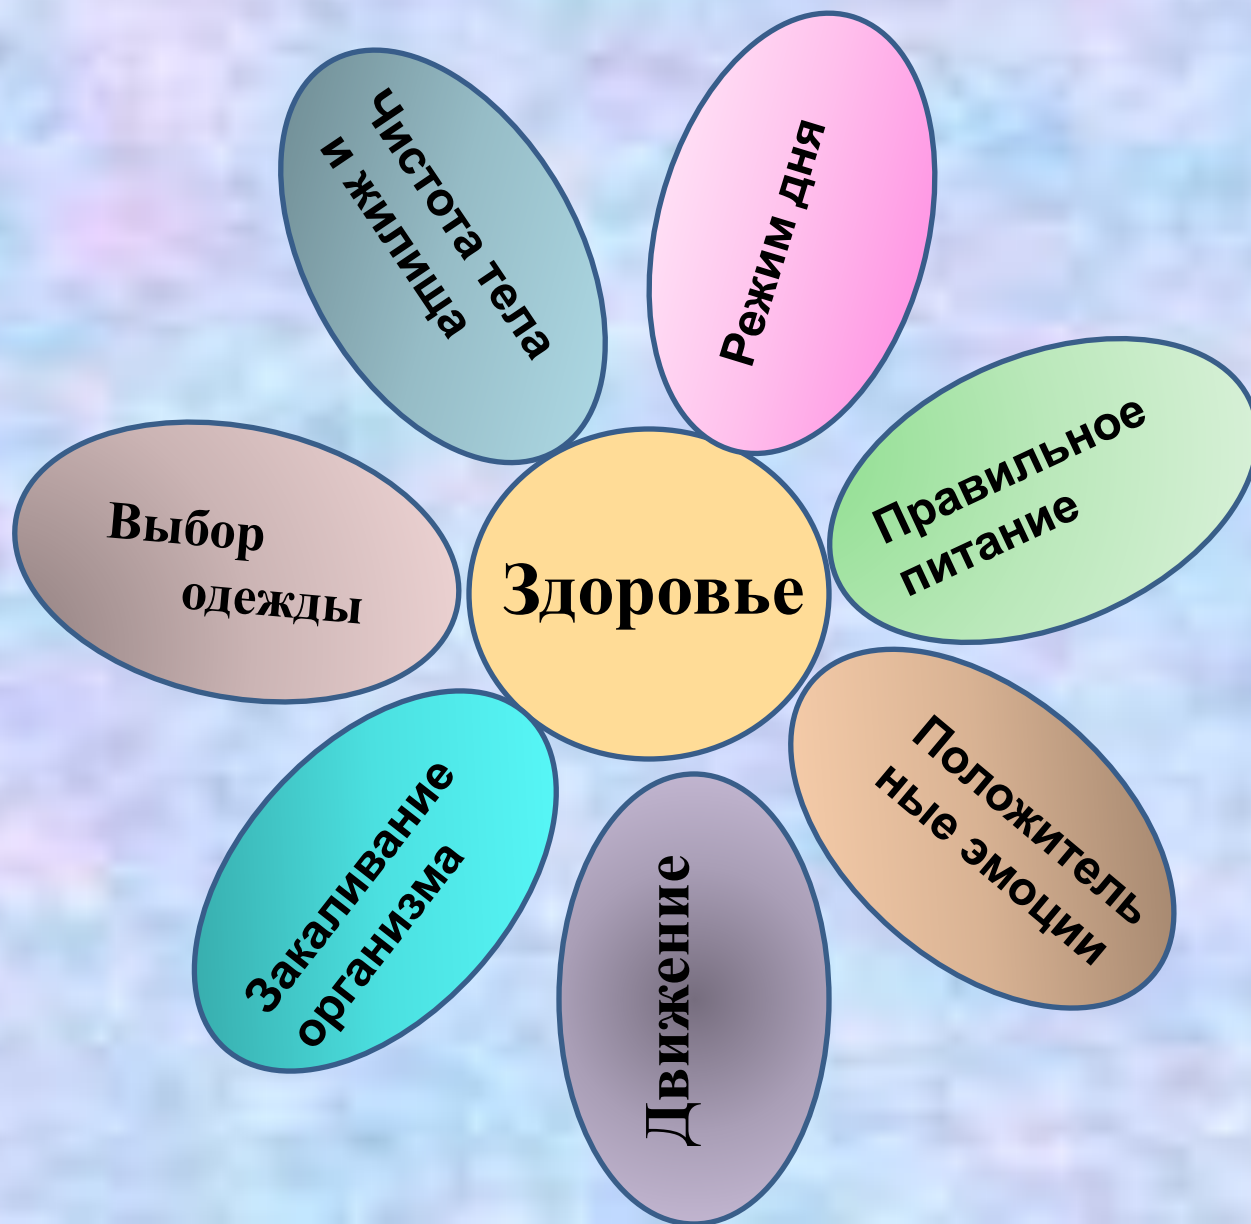 Чистота тела
и жилища
Режим дня
Правильное
питание
Выбор
одежды
Здоровье
Положитель
ные эмоции
Закаливание
организма
Движение